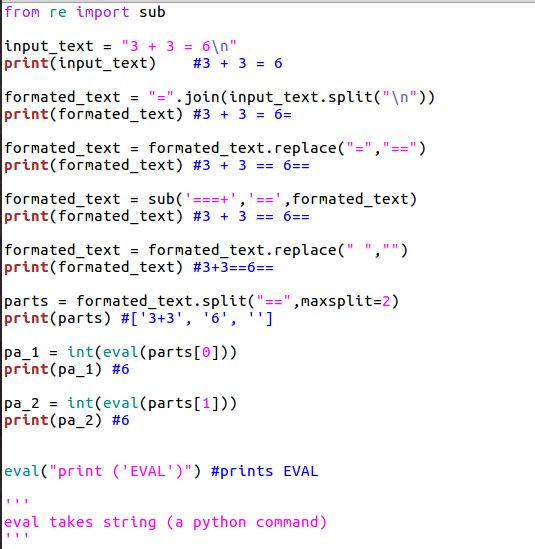 from re import sub
input_text = "3 + 3 = 6\n"
print(input_text)    #3 + 3 = 6
formated_text = "=".join(input_text.split("\n"))
print(formated_text) #3 + 3 = 6=
formated_text = formated_text.replace("=","==")
print(formated_text) #3 + 3 == 6==
formated_text = sub('===+','==',formated_text)
print(formated_text) #3 + 3 == 6==
formated_text = formated_text.replace(" ","")
print(formated_text) #3+3==6==
parts = formated_text.split("==",maxsplit=2)
print(parts) #['3+3', '6', '']
pa_1 = int(eval(parts[0]))
print(pa_1) #6
pa_2 = int(eval(parts[1]))
print(pa_2) #6
eval("print ('EVAL')") #prints EVAL
'''
eval takes string (a python command)
'''